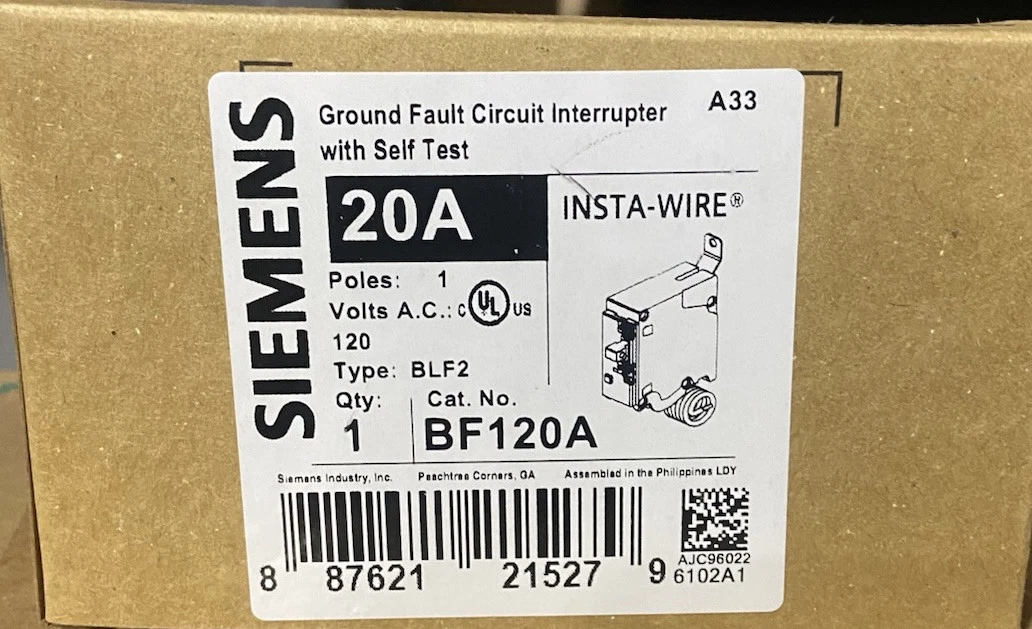 SIEMENS
Ground Fault Circuit Interrupter
with Self Test
A33
20A
INSTA-WIRE®
Poles: 1
Volts A.C.:
120
C UL US
Type: BLF2
Qty:
1
Cat. No.
BF120A
Siemens Industry, Inc. Peachtree Corners, GA Assembled in the Philippines LDY
8 87621 21527 9
AJC96022
6102A1